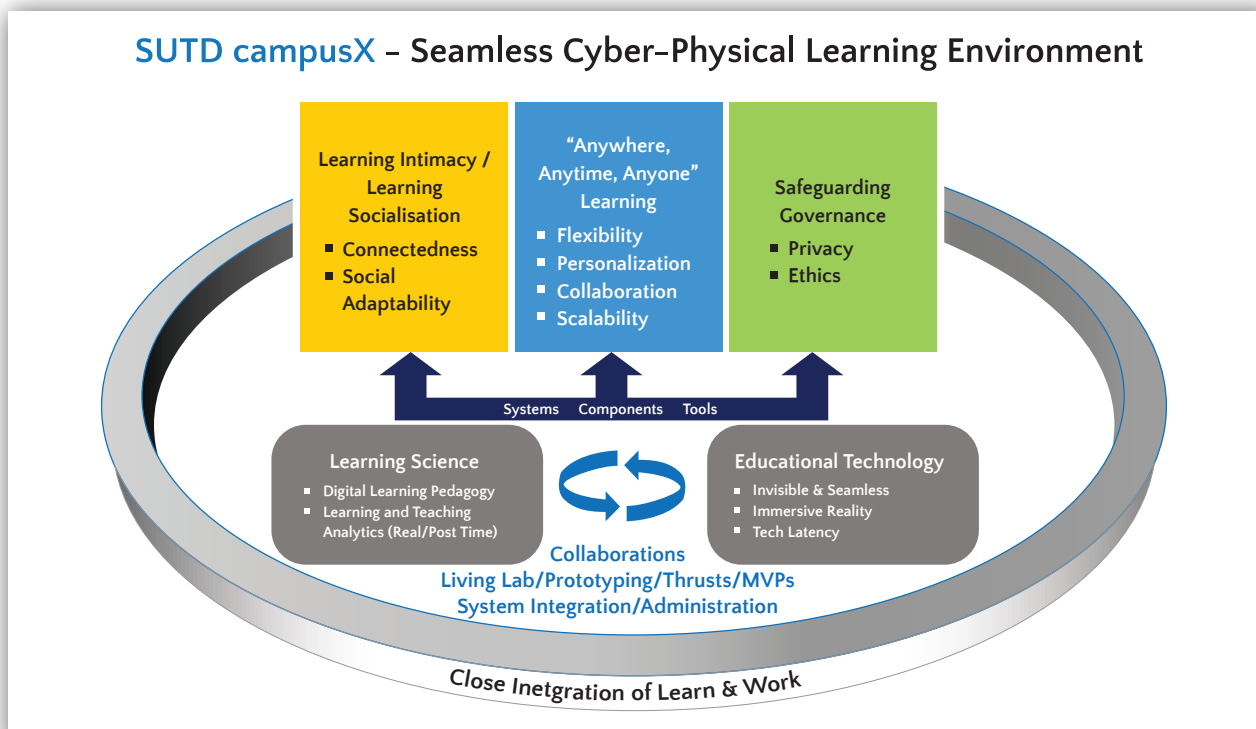 SUTD campusX – Seamless Cyber-Physical Learning Environment
Learning Intimacy /
Learning
Socialisation
▪ Connectedness
▪ Social
Adaptability
“Anywhere,
Anytime, Anyone”
Learning
▪ Flexibility
▪ Personalization
▪ Collaboration
▪ Scalability
Safeguarding
Governance
▪ Privacy
▪ Ethics
Systems Components Tools
Learning Science
▪ Digital Learning Pedagogy
▪ Learning and Teaching
Analytics (Real/Post Time)
Educational Technology
▪ Invisible & Seamless
▪ Immersive Reality
▪ Tech Latency
Collaborations
Living Lab/Prototyping/Thrusts/MVPs
System Integration/Administration
Close Inetgration of Learn & Work